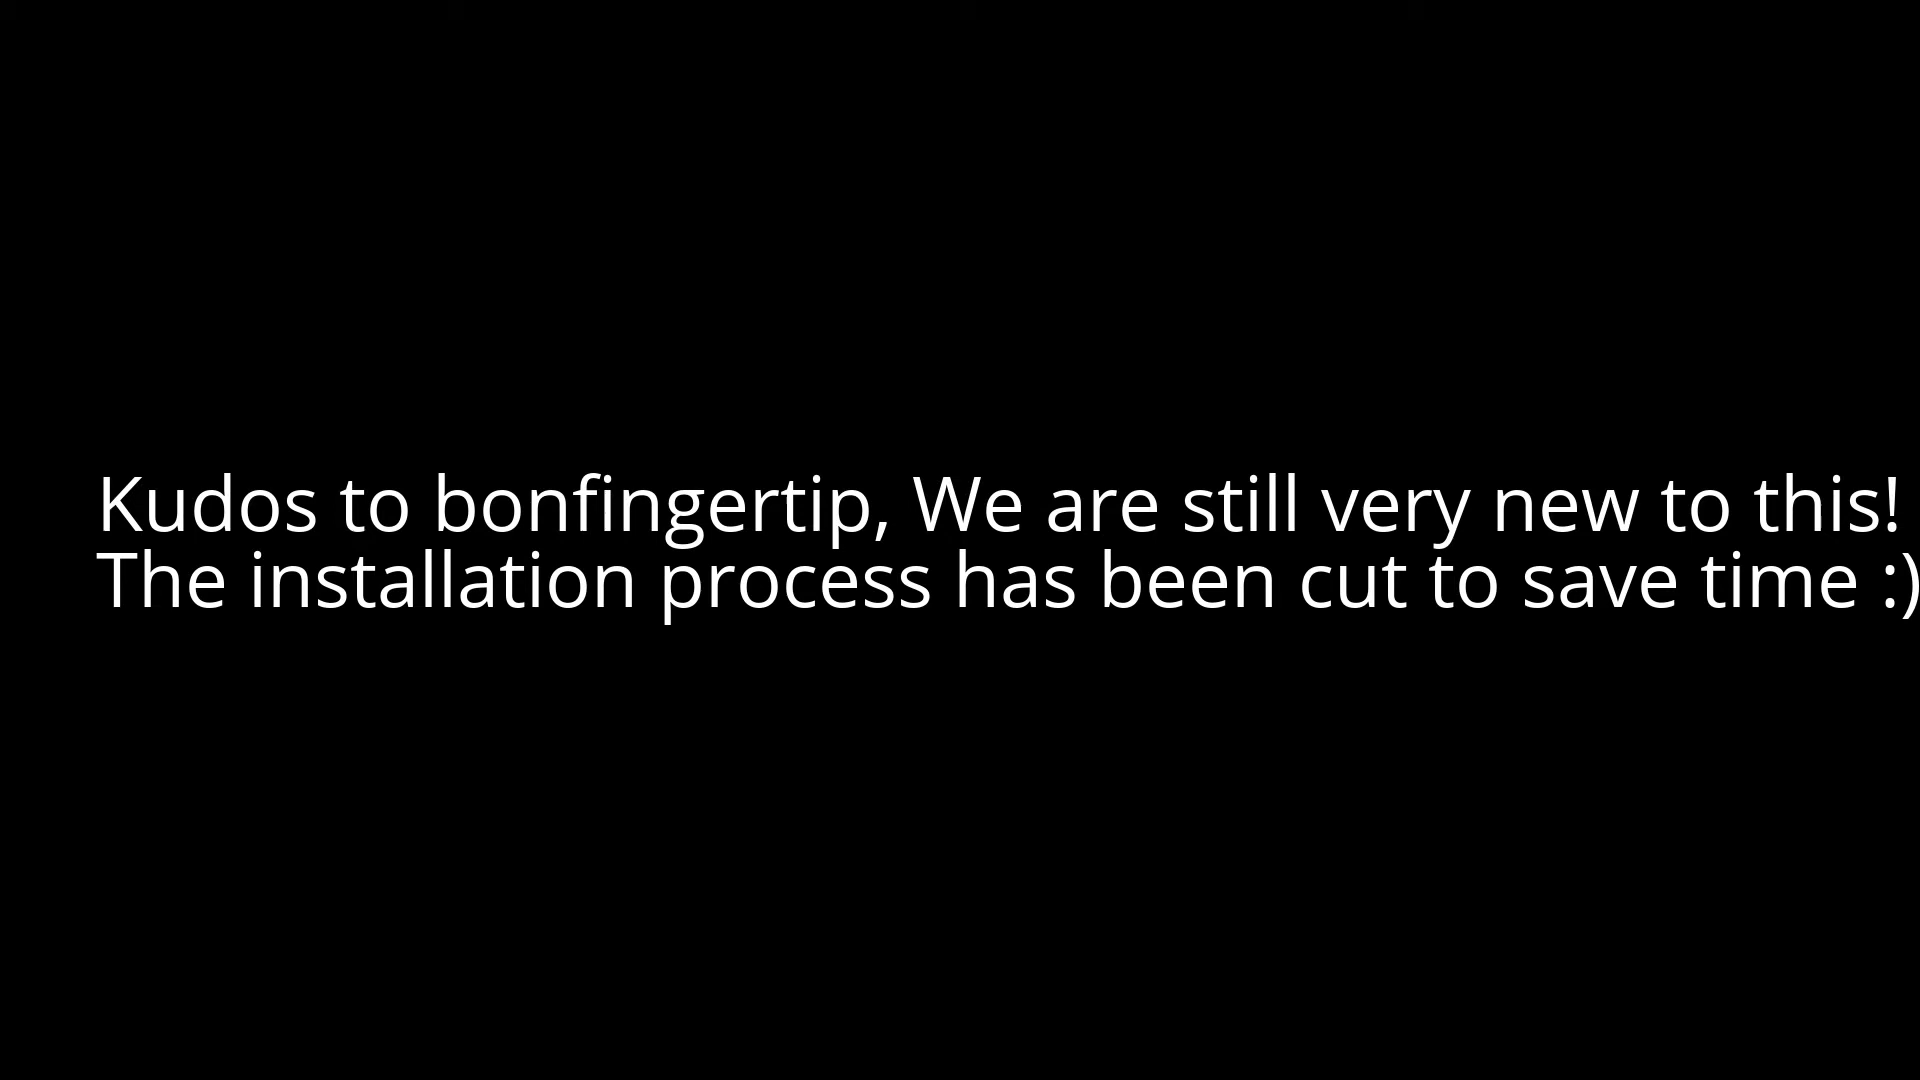 Kudos to bonfingertip, We are still very new to this!
The installation process has been cut to save time :)